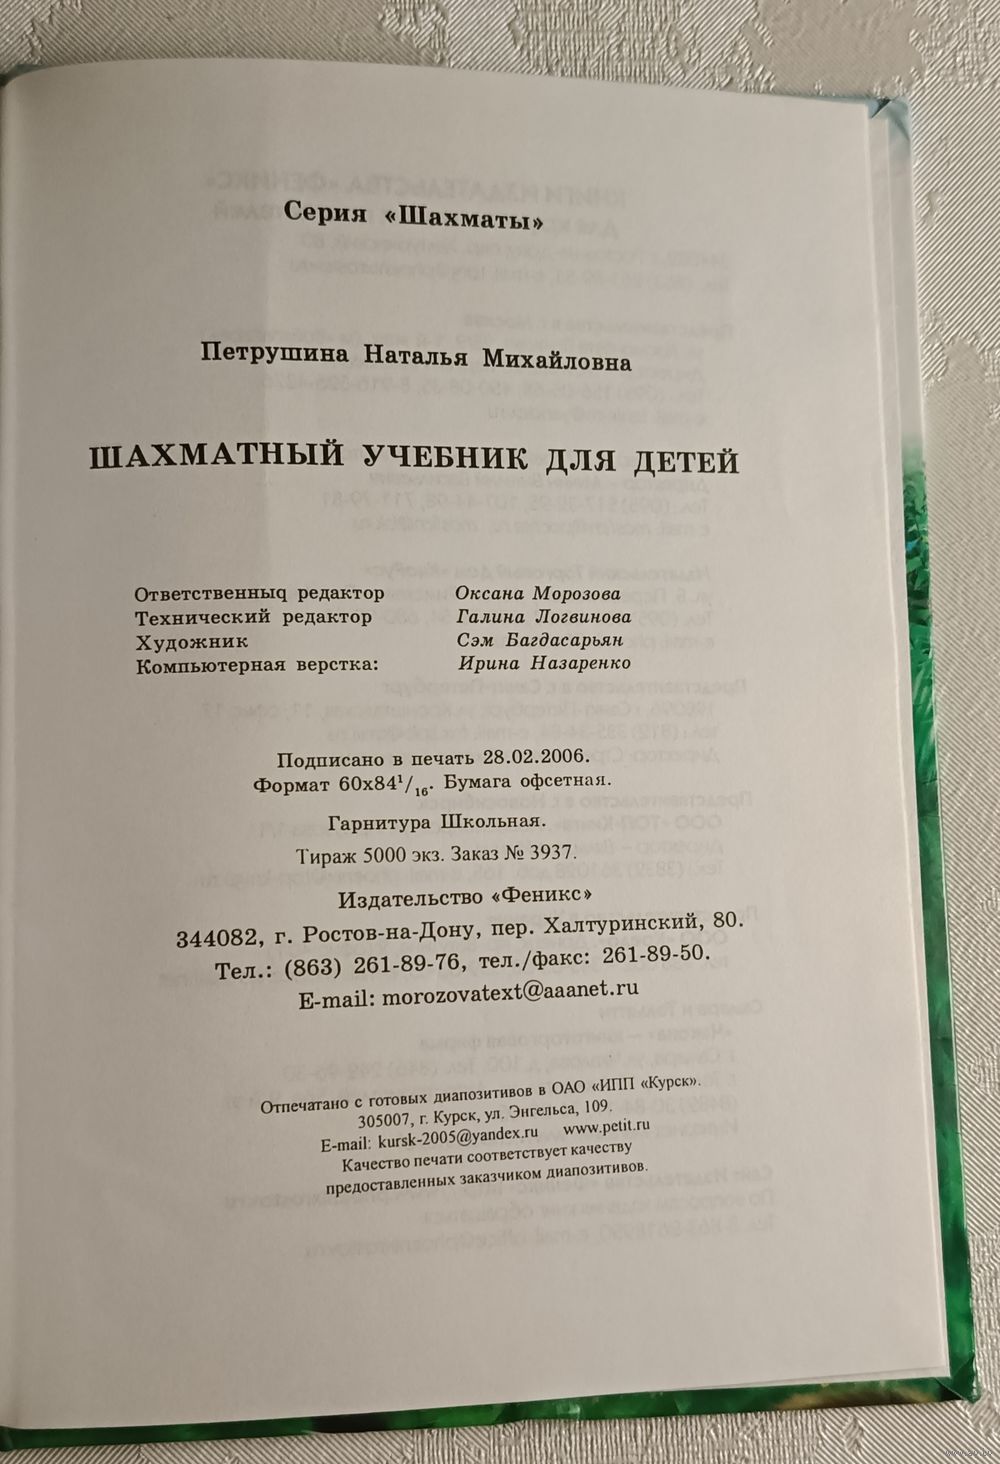 Серия «Шахматы»
Петрушина Наталья Михайловна
ШАХМАТНЫЙ УЧЕБНИК ДЛЯ ДЕТЕЙ
Ответственныq редактор Оксана Морозова
Технический редактор Галина Логвинова
Художник Сэм Багдасарьян
Компьютерная верстка: Ирина Назаренко
Подписано в печать 28.02.2006.
Формат 60х84¹/₁₆. Бумага офсетная.
Гарнитура Школьная.
Тираж 5000 экз. Заказ № 3937.
Издательство «Феникс»
344082, г. Ростов-на-Дону, пер. Халтуринский, 80.
Тел.: (863) 261-89-76, тел./факс: 261-89-50.
E-mail: morozovatext@aaanet.ru
Отпечатано с готовых диапозитивов в ОАО «ИПП «Курск».
305007, г. Курск, ул. Энгельса, 109.
E-mail: kursk-2005@yandex.ru www.petit.ru
Качество печати соответствует качеству
предоставленных заказчиком диапозитивов.